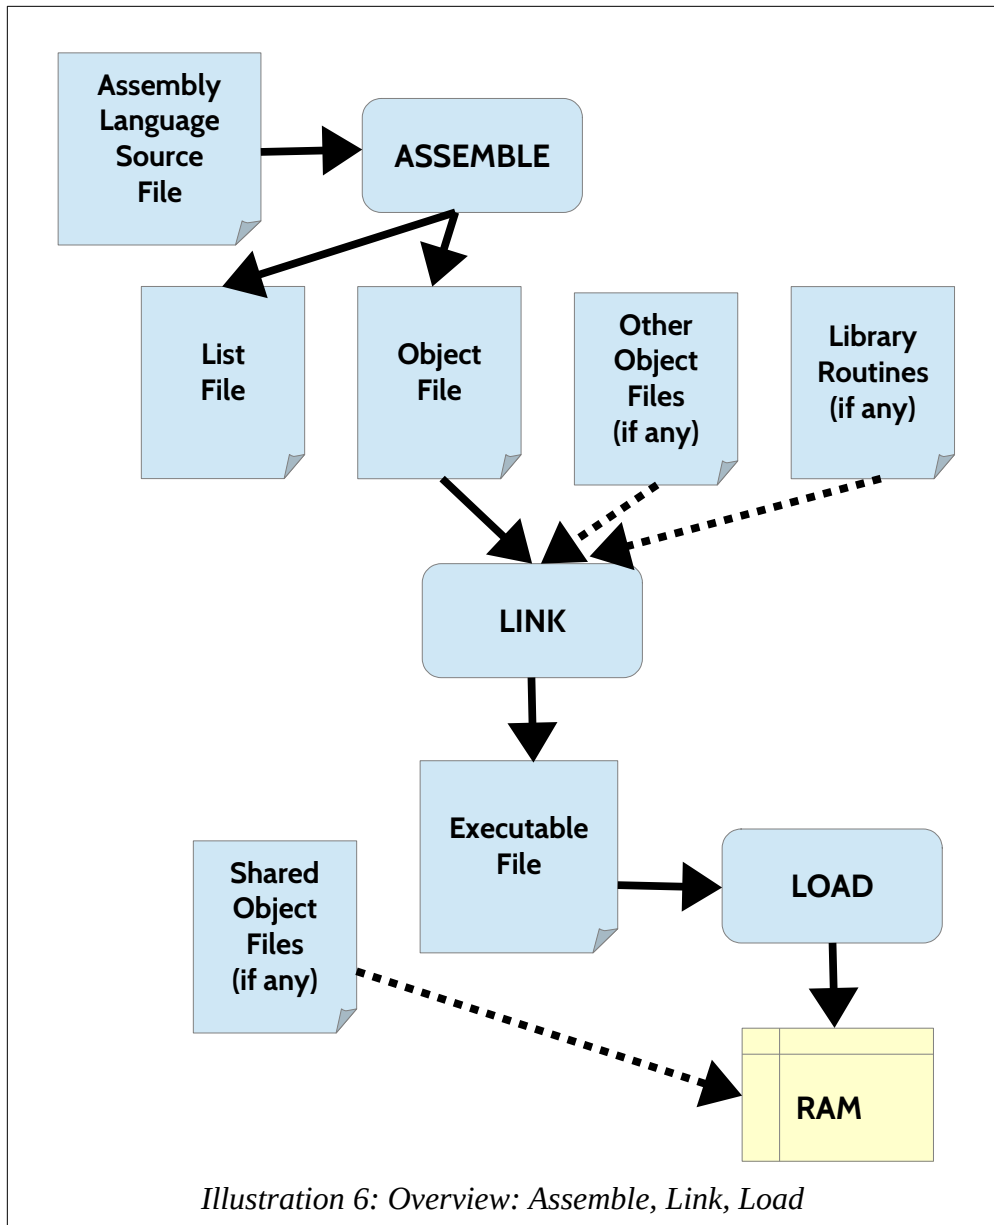 Assembly
Language
Source
File
ASSEMBLE
List
File
Object
File
Other
Object
Files
(if any)
Library
Routines
(if any)
LINK
Executable
File
Shared
Object
Files
(if any)
LOAD
RAM
Illustration 6: Overview: Assemble, Link, Load